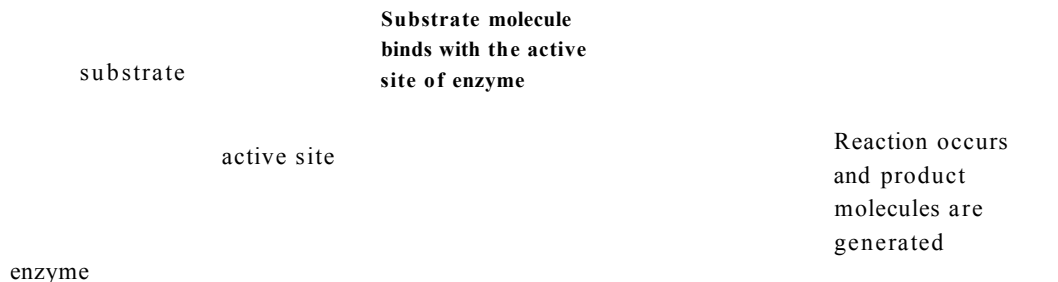 Substrate molecule
binds with the active
site of enzyme
substrate
active site
Reaction occurs
and product
molecules are
generated
enzyme